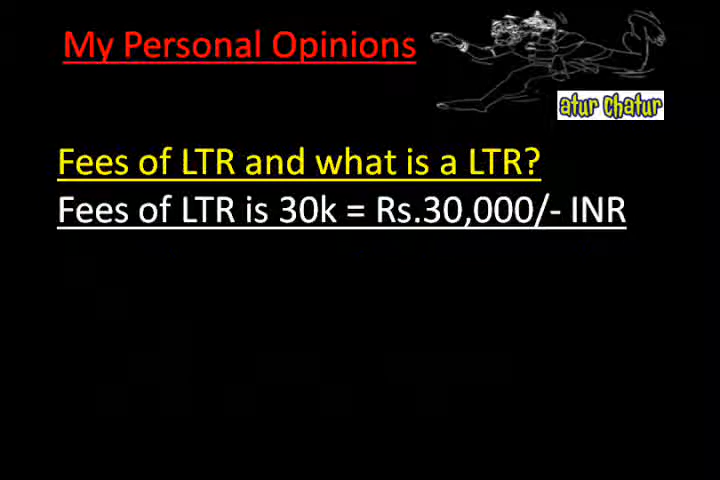 My Personal Opinions
atur chatur
Fees of LTR and what is a LTR?
Fees of LTR is 30k = Rs.30,000/- INR